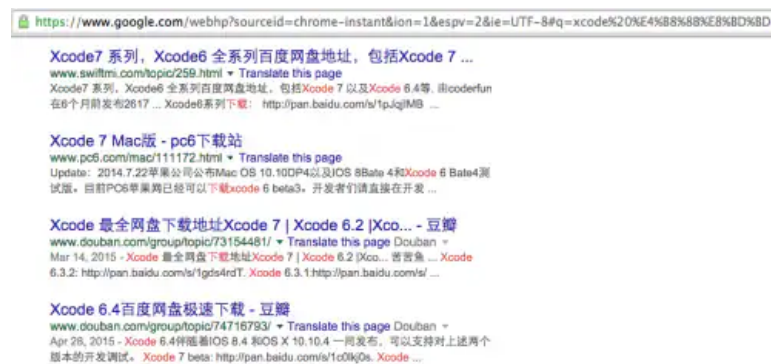 https://www.google.com/webhp?sourceid=chrome-instant&ion=1&espv=2&ie=UTF-8#q=xcode%20%E4%B8%8B%E8%BD%BD
Xcode7 系列，Xcode6 全系列百度网盘地址，包括Xcode 7 ...
www.swiftmi.com/topic/259.html ▾ Translate this page
Xcode7 系列，Xcode6 全系列百度网盘地址，包括Xcode 7 以及Xcode 6.4等. 由coderfun
在6个月前发布2617 ... Xcode6系列下载： http://pan.baidu.com/s/1pJqjIMB ...
Xcode 7 Mac版 - pc6下载站
www.pc6.com/mac/111172.html ▾ Translate this page
Update：2014.7.22苹果公司公布Mac OS 10.10DP4以及IOS 8Bate 4和Xcode 6 Bate4测
试版。目前PC6苹果网已经可以下载xcode 6 beta3。开发者们请直接在开发 ...
Xcode 最全网盘下载地址Xcode 7 | Xcode 6.2 |Xco... - 豆瓣
www.douban.com/group/topic/73154481/ ▾ Translate this page Douban ▾
Mar 14, 2015 - Xcode 最全网盘下载地址Xcode 7 | Xcode 6.2 |Xco... 苦苦鱼 ... Xcode
6.3.2: http://pan.baidu.com/s/1gds4rdT. Xcode 6.3.1:http://pan.baidu.com/s/ ...
Xcode 6.4百度网盘极速下载 - 豆瓣
www.douban.com/group/topic/74716793/ ▾ Translate this page Douban ▾
Apr 28, 2015 - Xcode 6.4伴随着IOS 8.4 和OS X 10.10.4 一同发布，可以支持对上述两个
版本的开发调试。 Xcode 7 beta: http://pan.baidu.com/s/1c0lkj0s. Xcode ...